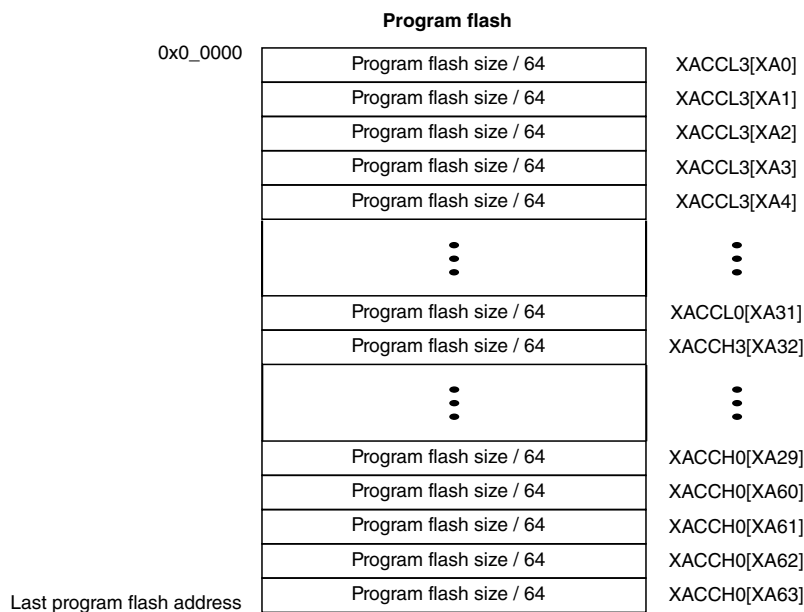 Program flash
0x0_0000
Program flash size / 64 XACCL3[XA0]
Program flash size / 64 XACCL3[XA1]
Program flash size / 64 XACCL3[XA2]
Program flash size / 64 XACCL3[XA3]
Program flash size / 64 XACCL3[XA4]
Program flash size / 64 XACCL0[XA31]
Program flash size / 64 XACCH3[XA32]
Program flash size / 64 XACCH0[XA29]
Program flash size / 64 XACCH0[XA60]
Program flash size / 64 XACCH0[XA61]
Program flash size / 64 XACCH0[XA62]
Program flash size / 64 XACCH0[XA63]
Last program flash address